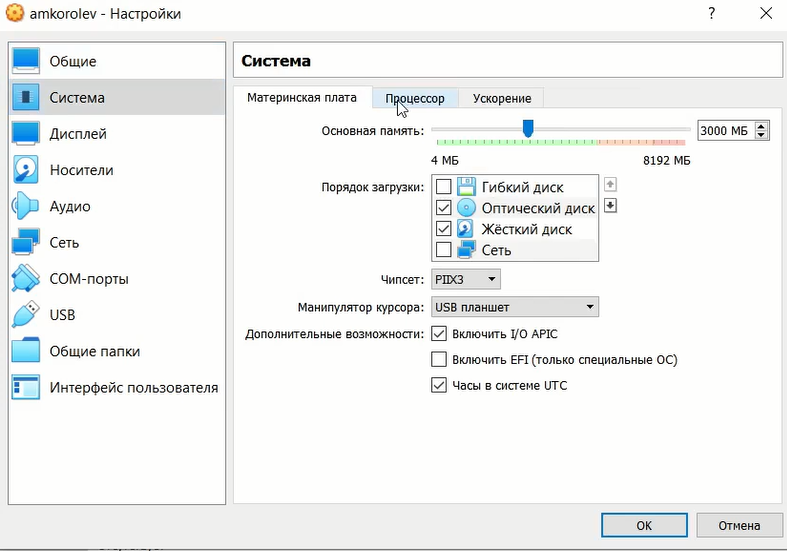 amkorolev - Настройки
?
Общие
Система
Дисплей
Носители
Аудио
Сеть
COM-порты
USB
Общие папки
Интерфейс пользователя
Система
Материнская плата Процессор Ускорение
Основная память: 3000 МБ
4 МБ 8192 МБ
Порядок загрузки: Гибкий диск
Оптический диск
Жёсткий диск
Сеть
Чипсет: PIIX3
Манипулятор курсора: USB планшет
Дополнительные возможности: Включить I/O APIC
Включить EFI (только специальные ОС)
Часы в системе UTC
OK Отмена